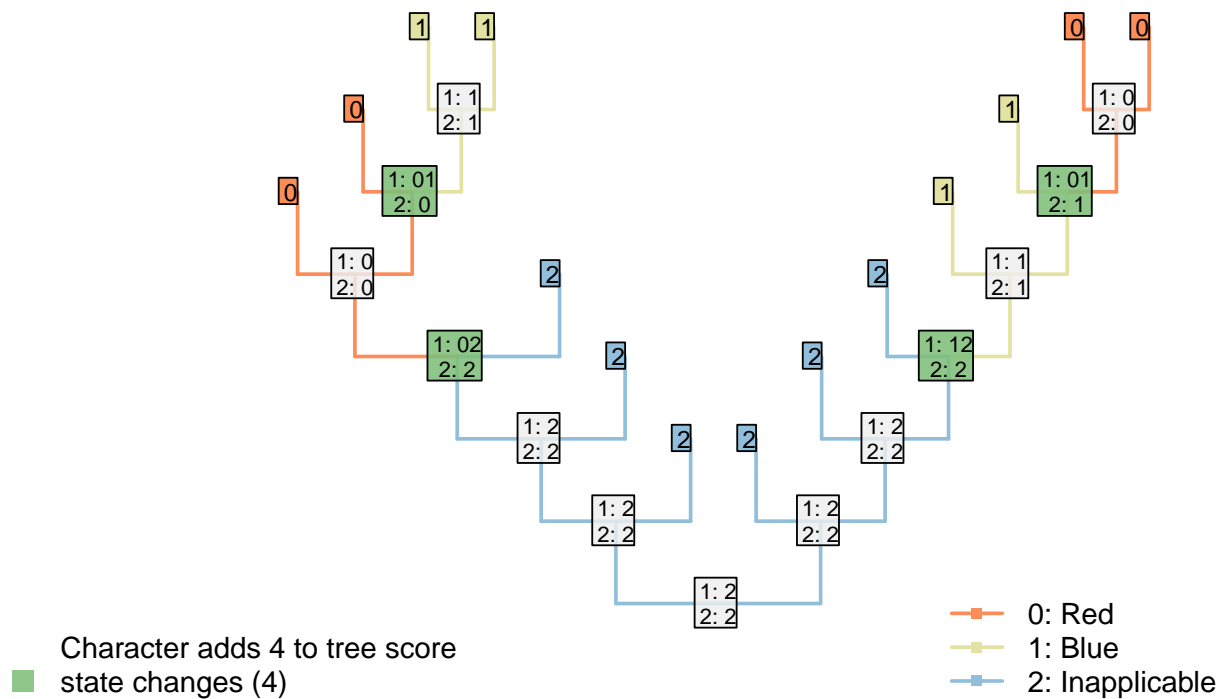 1 1 0 0
1: 1 1: 0
2: 1 2: 0
0 1
1: 01 1: 01
2: 0 2: 1
0 1
1: 0 1: 1
2: 0 2: 1
2 2
1: 02 1: 12
2: 2 2: 2
2 2
1: 2 1: 2
2: 2 2: 2
2 2
1: 2 1: 2
2: 2 2: 2
1: 2
2: 2
0: Red
Character adds 4 to tree score 1: Blue
state changes (4) 2: Inapplicable